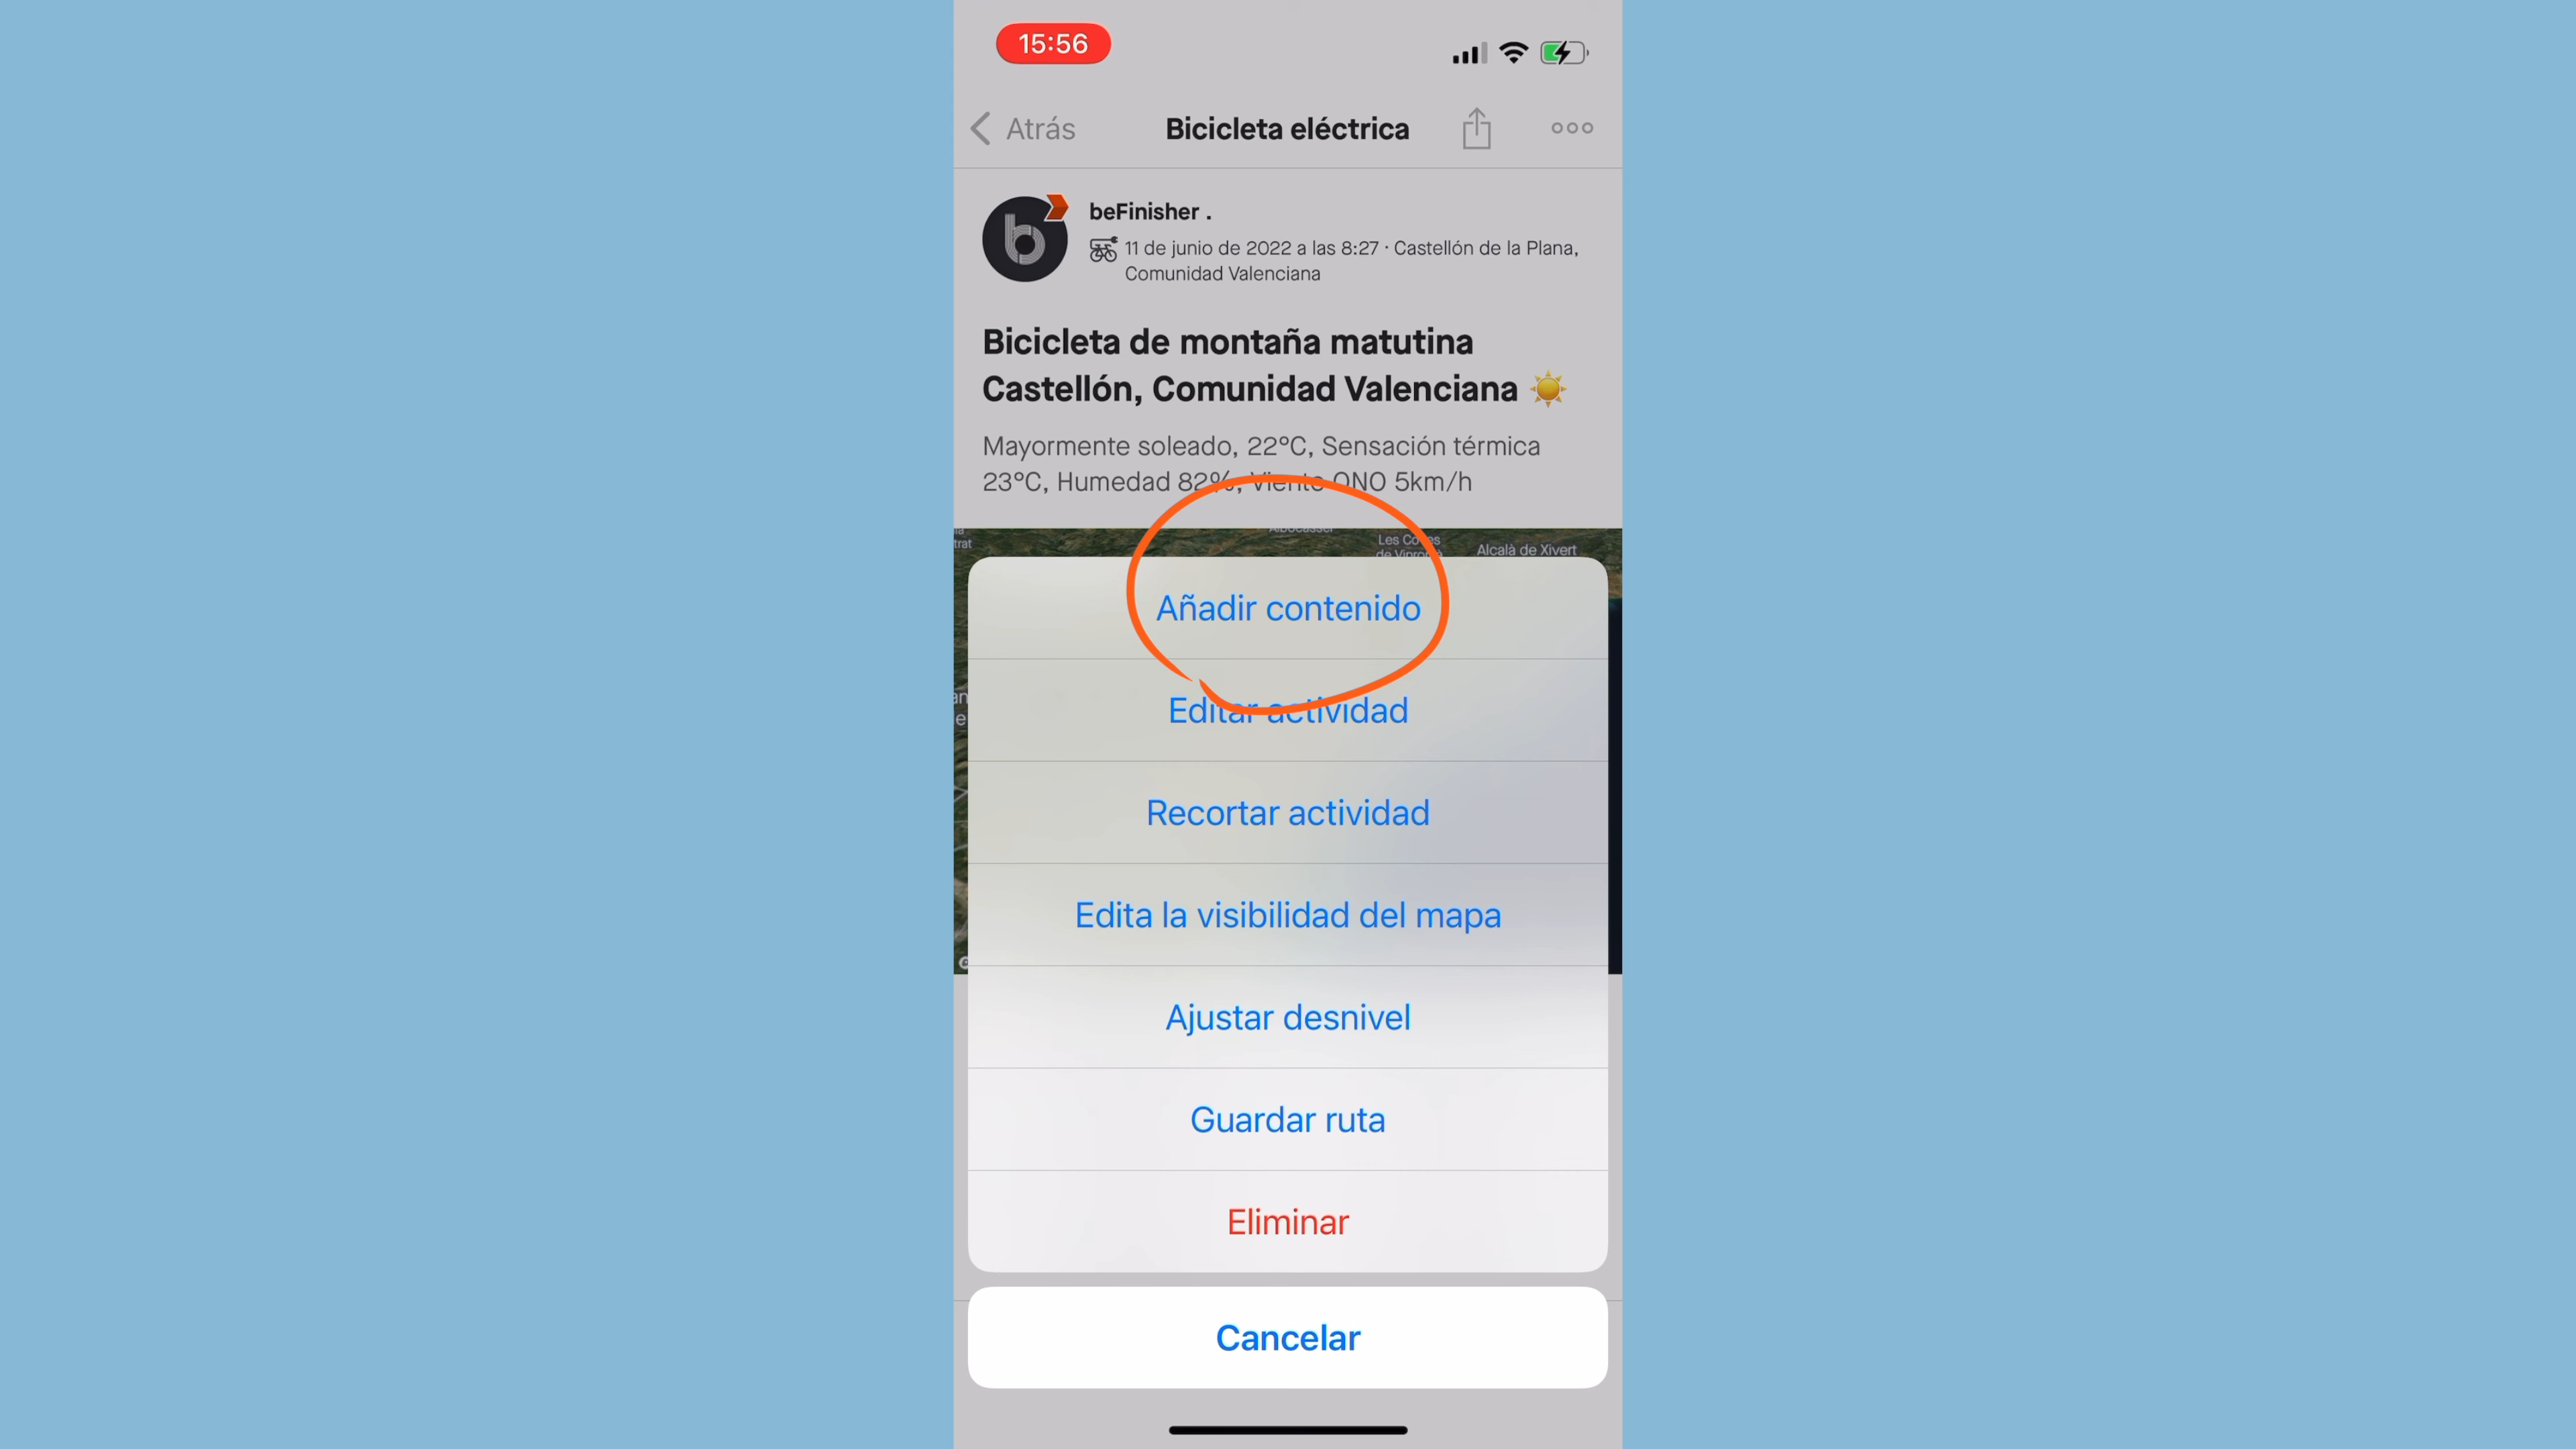 15:56
Atrás
Bicicleta eléctrica
beFinisher .
11 de junio de 2022 a las 8:27 · Castellón de la Plana,
Comunidad Valenciana
Bicicleta de montaña matutina
Castellón, Comunidad Valenciana ☀️
Mayormente soleado, 22°C, Sensación térmica
23°C, Humedad 82%, Viento ONO 5km/h
trat
Alcalà de Xivert
Añadir contenido
Editar actividad
Recortar actividad
Edita la visibilidad del mapa
Ajustar desnivel
Guardar ruta
Eliminar
Cancelar